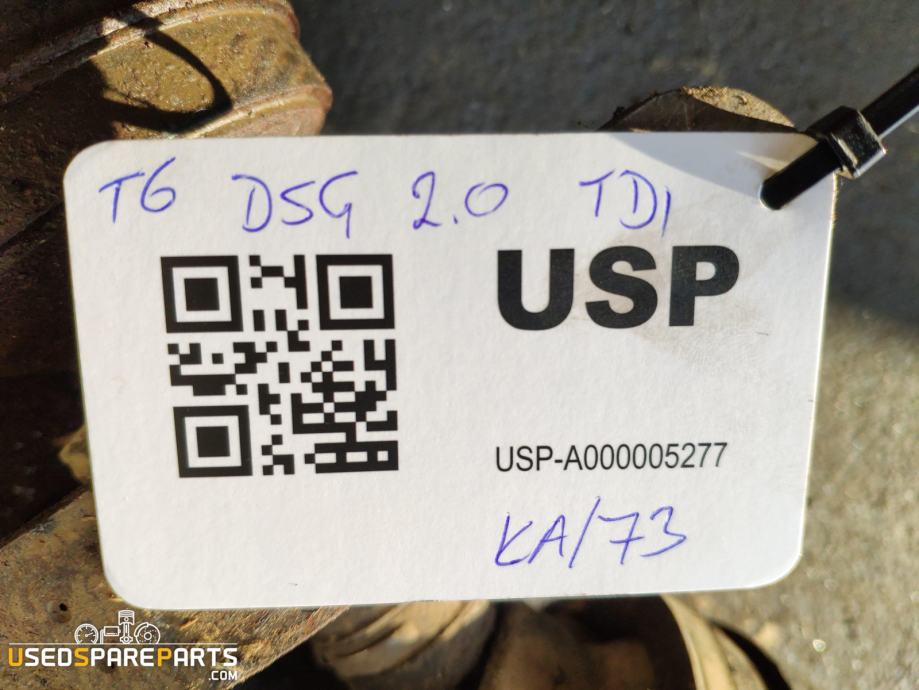 T6 DSG 2.0 TDI
USP
USP-A000005277
KA/73
USEDSPAREPARTS
.COM